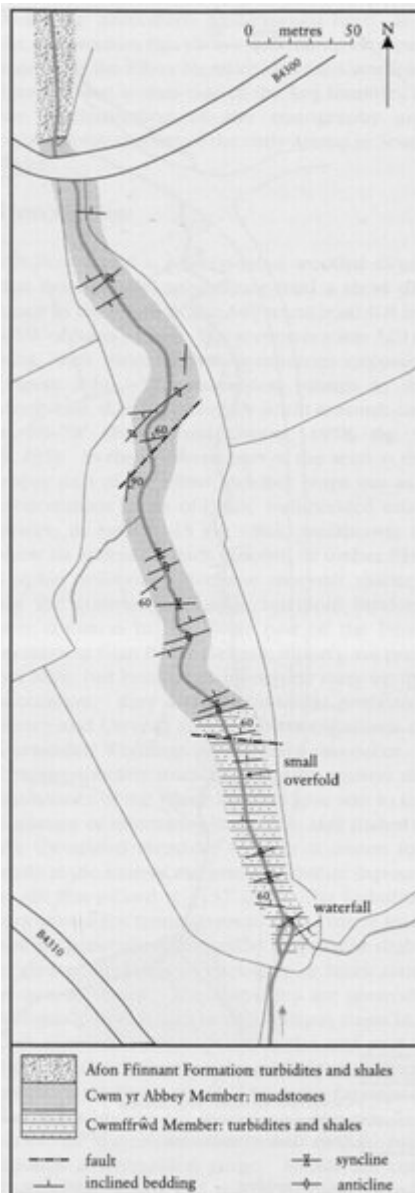 0 metres 50
N
B4300
60
90
60
60
small
overfold
60
waterfall
B4310
Afon Ffinnant Formation: turbidites and shales
Cwm yr Abbey Member: mudstones
Cwmffrŵd Member: turbidites and shales
fault
syncline
inclined bedding
anticline